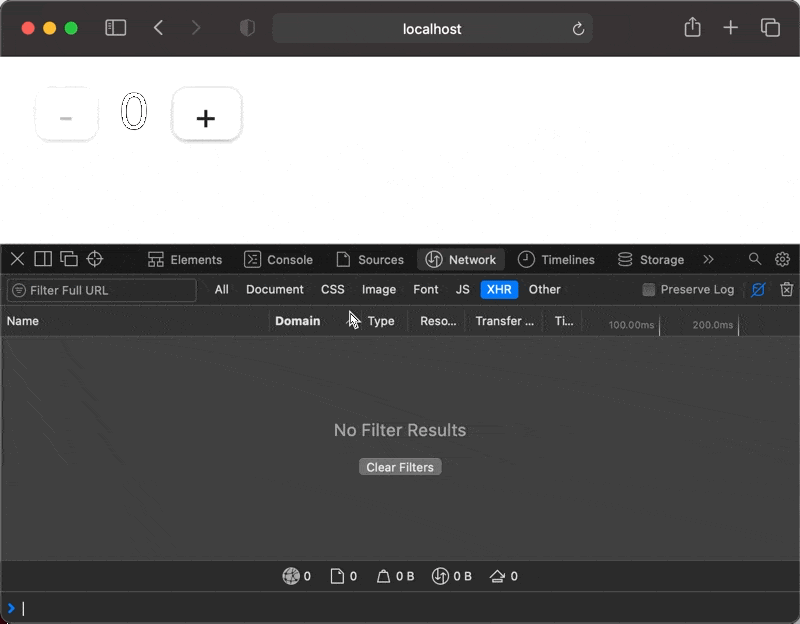 localhost
- 0 +
Elements Console Sources Network Timelines Storage »
Filter Full URL All Document CSS Image Font JS XHR Other Preserve Log
Name Domain Type Reso... Transfer ... Ti... 100.00ms 200.0ms
No Filter Results
Clear Filters
0 0 0 B 0 B 0